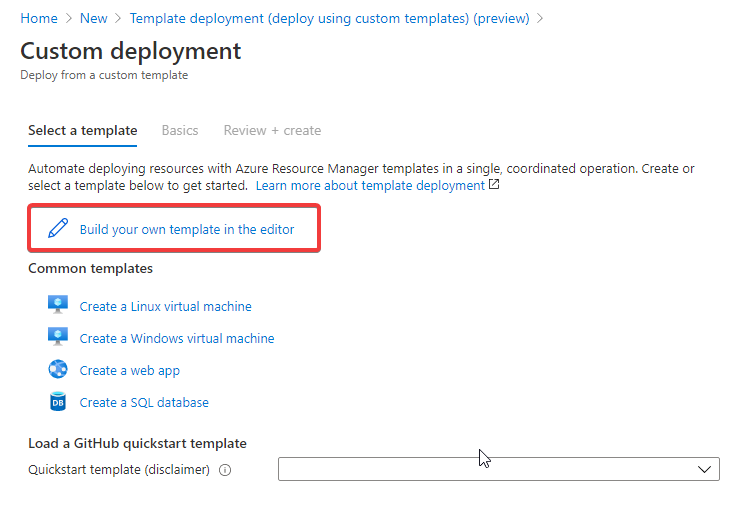 Home > New > Template deployment (deploy using custom templates) (preview) >
Custom deployment
Deploy from a custom template
Select a template Basics Review + create
Automate deploying resources with Azure Resource Manager templates in a single, coordinated operation. Create or
select a template below to get started. Learn more about template deployment
Build your own template in the editor
Common templates
Create a Linux virtual machine
Create a Windows virtual machine
Create a web app
DB Create a SQL database
Load a GitHub quickstart template
Quickstart template (disclaimer)